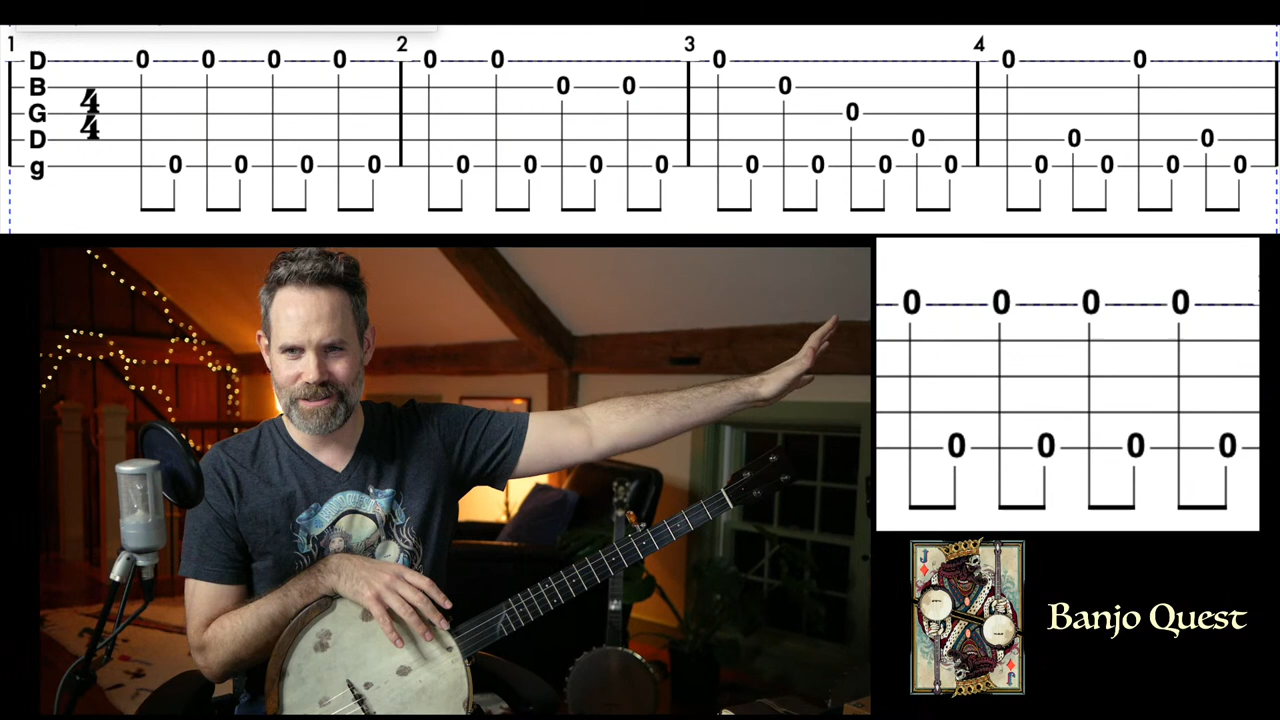 1 2 3 4
D 0 0 0 0 0 0 0 0 0
B 0 0 0
G 4 0
D 4 0 0 0
g 0 0 0 0 0 0 0 0 0 0 0 0 0 0 0 0
0 0 0 0
0 0 0 0
J
Banjo Quest
J